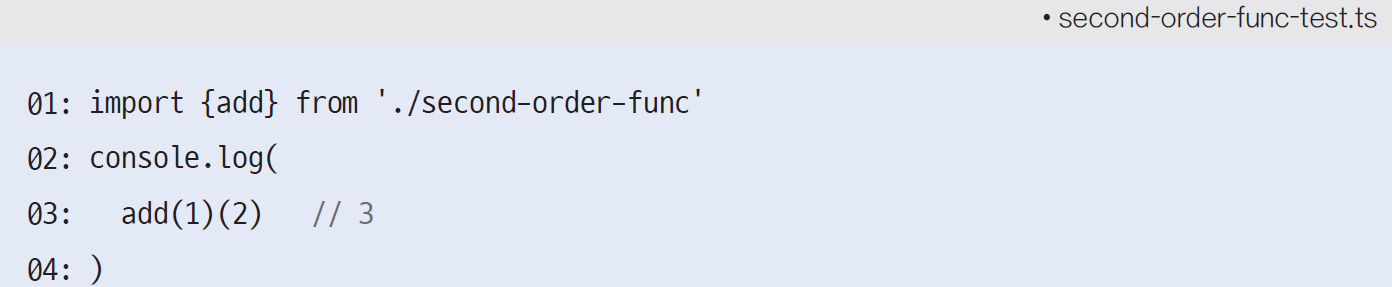 • second-order-func-test.ts
01: import {add} from './second-order-func'
02: console.log(
03:   add(1)(2)   // 3
04: )